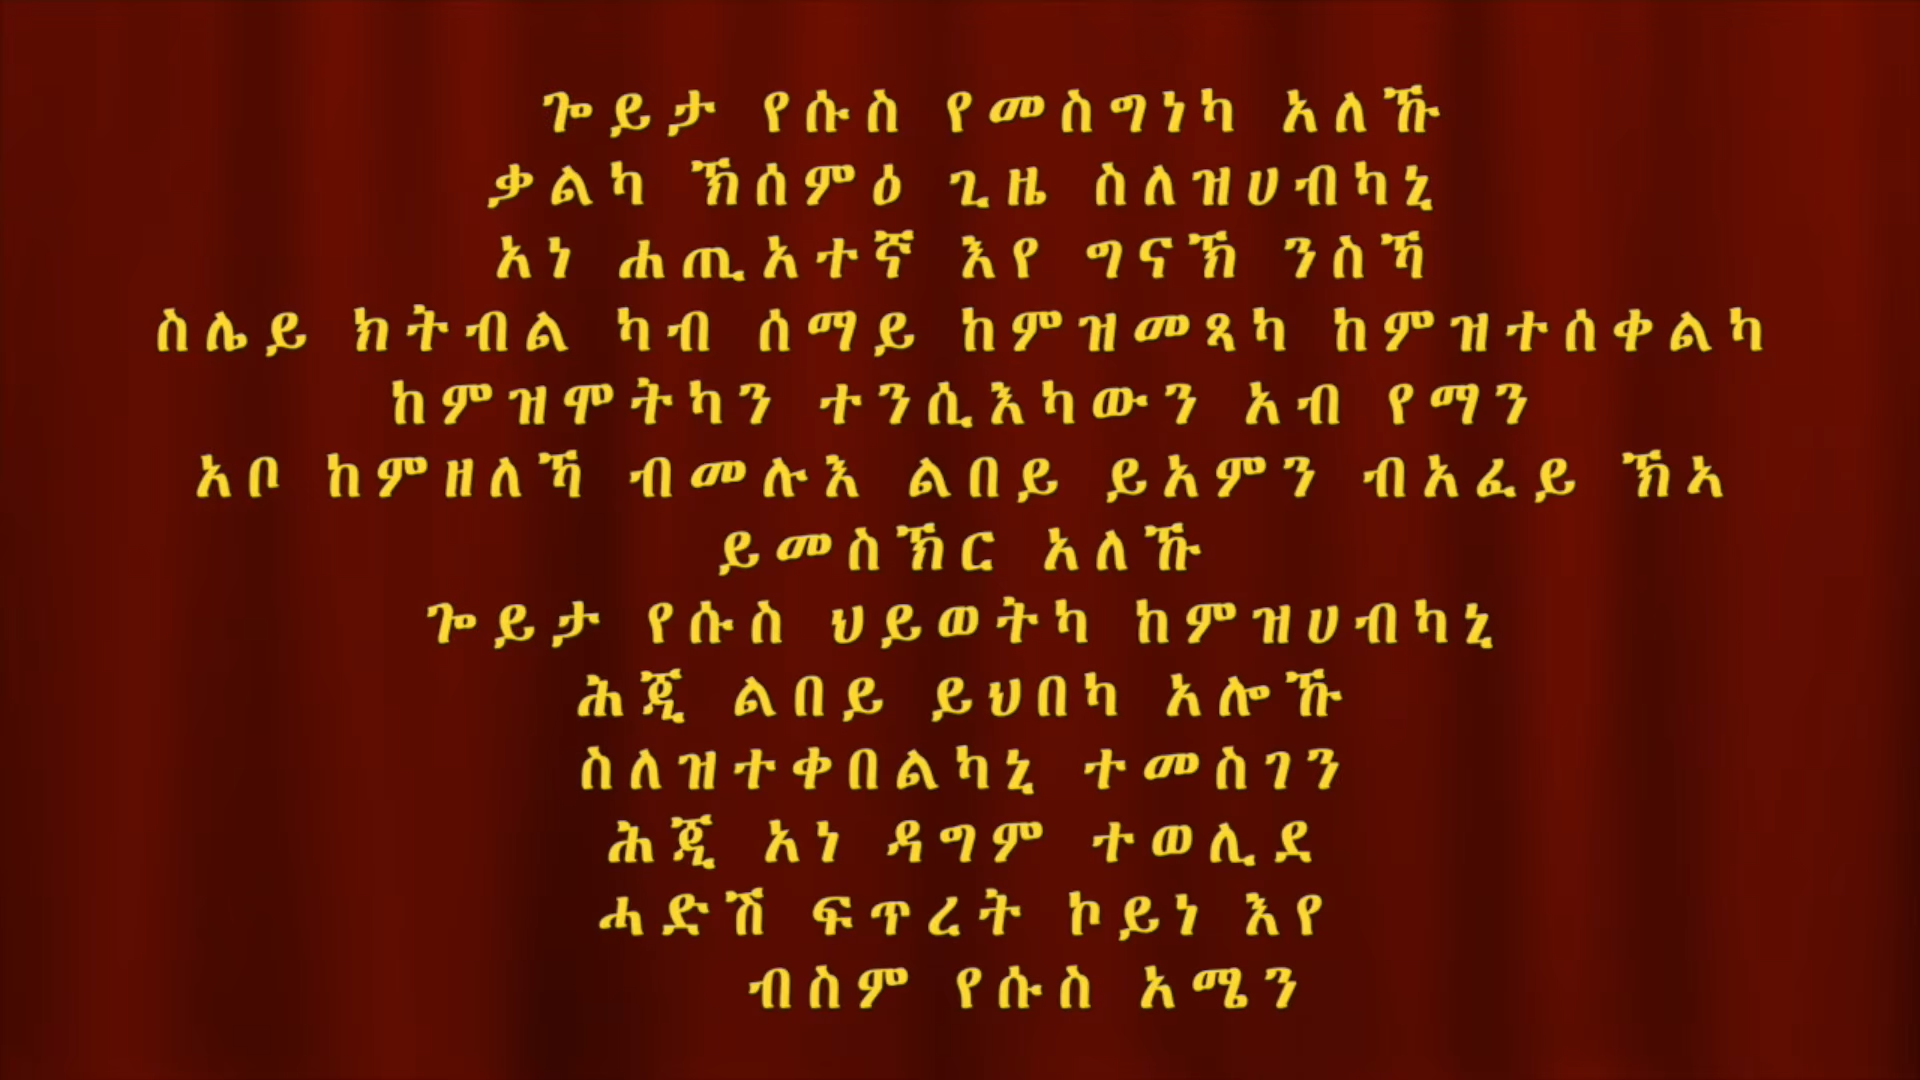 ጐይታ የሱስ የመስግነካ አለኹ
ቃልካ ኽሰምዕ ጊዜ ስለዝሀብካኒ
አነ ሐጢአተኛ እየ ግናኽ ንስኻ
ስሌይ ክትብል ካብ ሰማይ ከምዝመጻካ ከምዝተሰቀልካ
ከምዝሞትካን ተንሲእካውን አብ የማን
አቦ ከምዘለኻ ብመሉእ ልበይ ይአምን ብአፈይ ኽኣ
ይመስኽር አለኹ
ጐይታ የሱስ ህይወትካ ከምዝሀብካኒ
ሕጂ ልበይ ይህበካ አሎኹ
ስለዝተቀበልካኒ ተመስገን
ሕጂ አነ ዳግም ተወሊደ
ሓድሽ ፍጥረት ኮይነ እየ
ብስም የሱስ አሜን